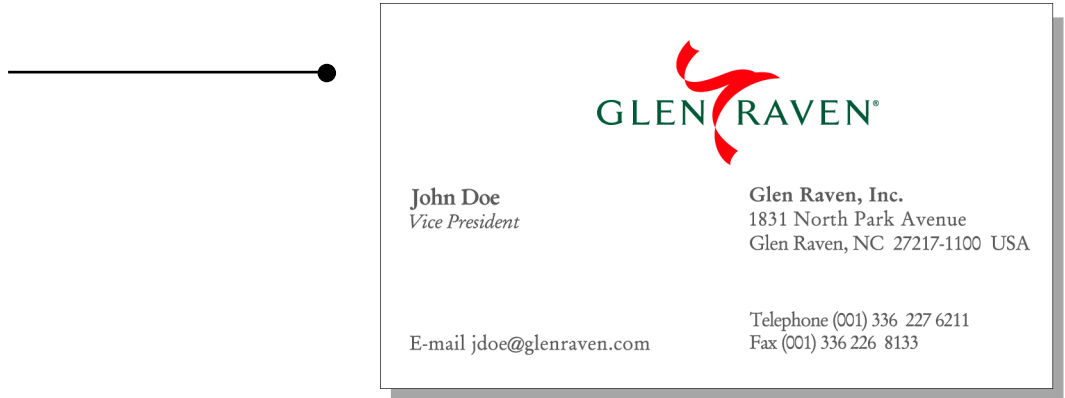 GLEN RAVEN®
John Doe
Vice President
Glen Raven, Inc.
1831 North Park Avenue
Glen Raven, NC  27217-1100  USA
E-mail jdoe@glenraven.com
Telephone (001) 336  227 6211
Fax (001) 336 226  8133